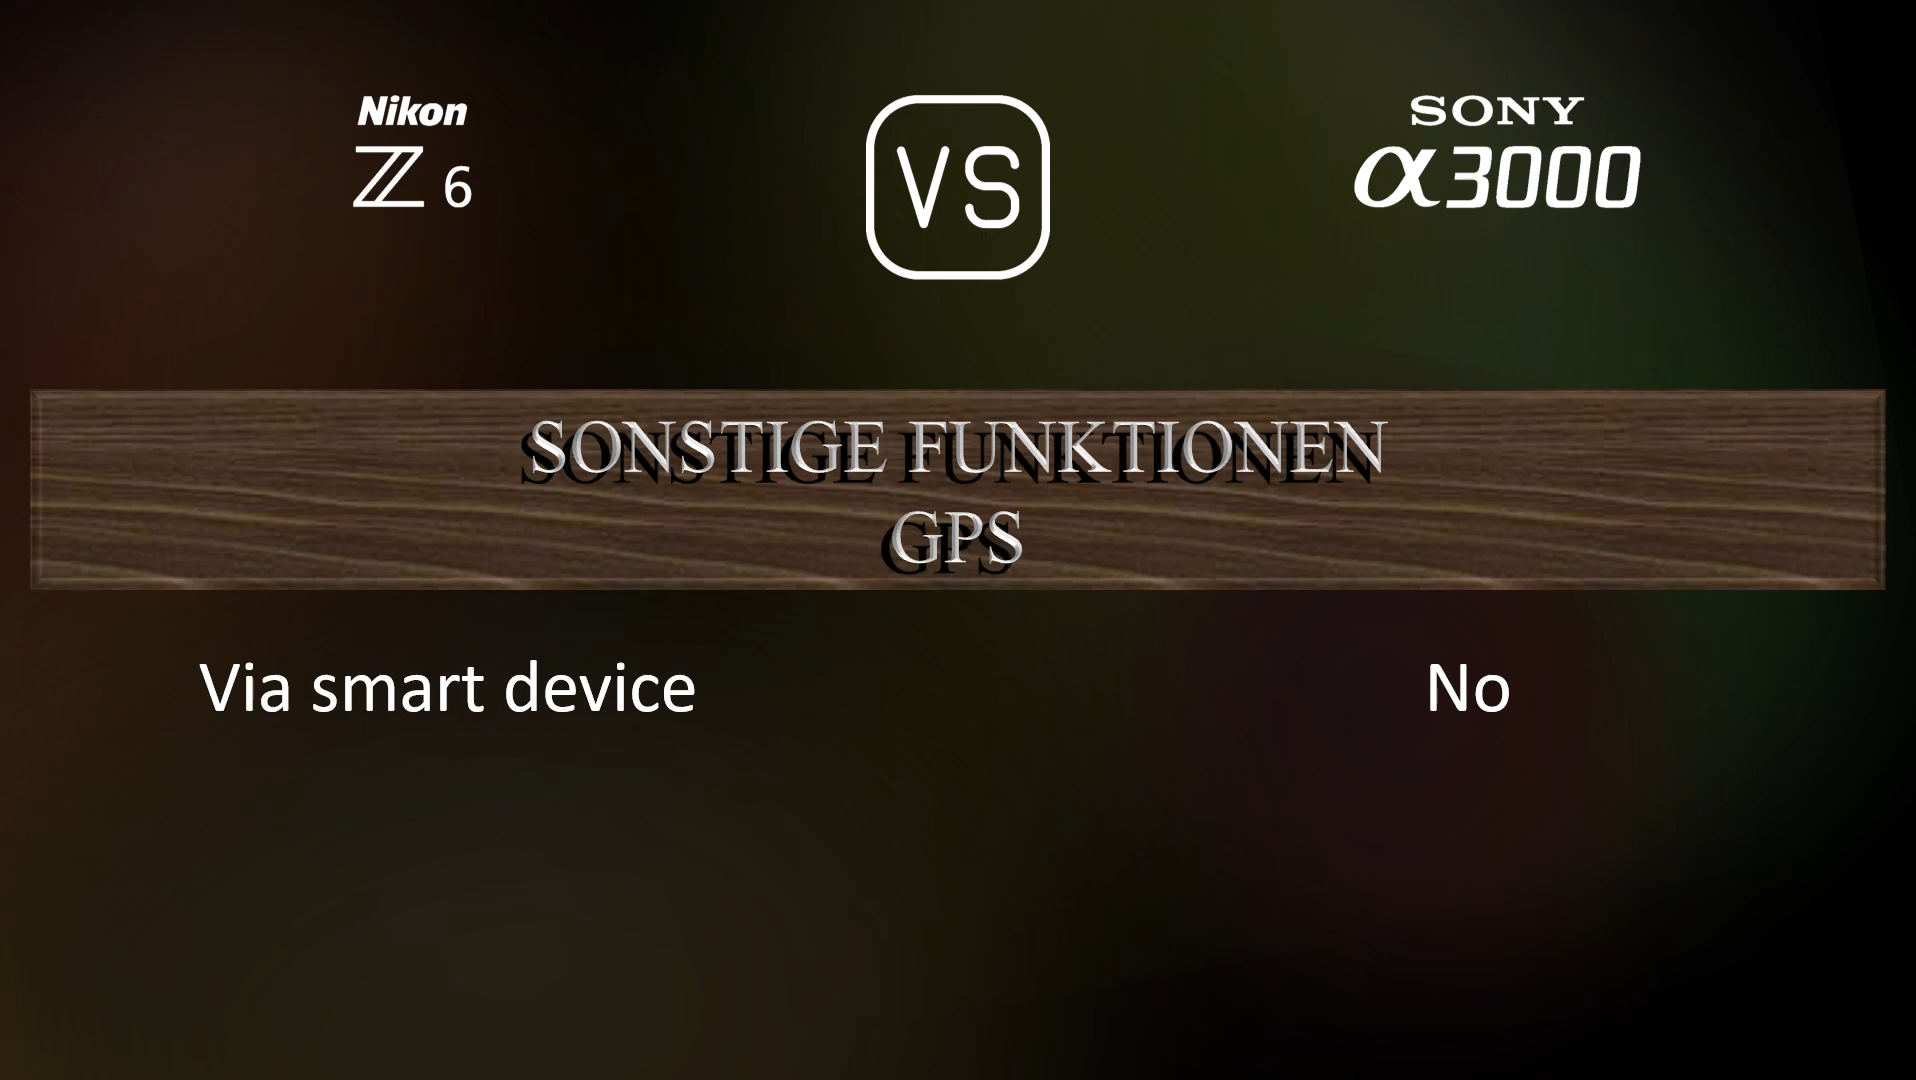 Nikon
Z 6
VS
SONY
α3000
SONSTIGE FUNKTIONEN
GPS
Via smart device
No